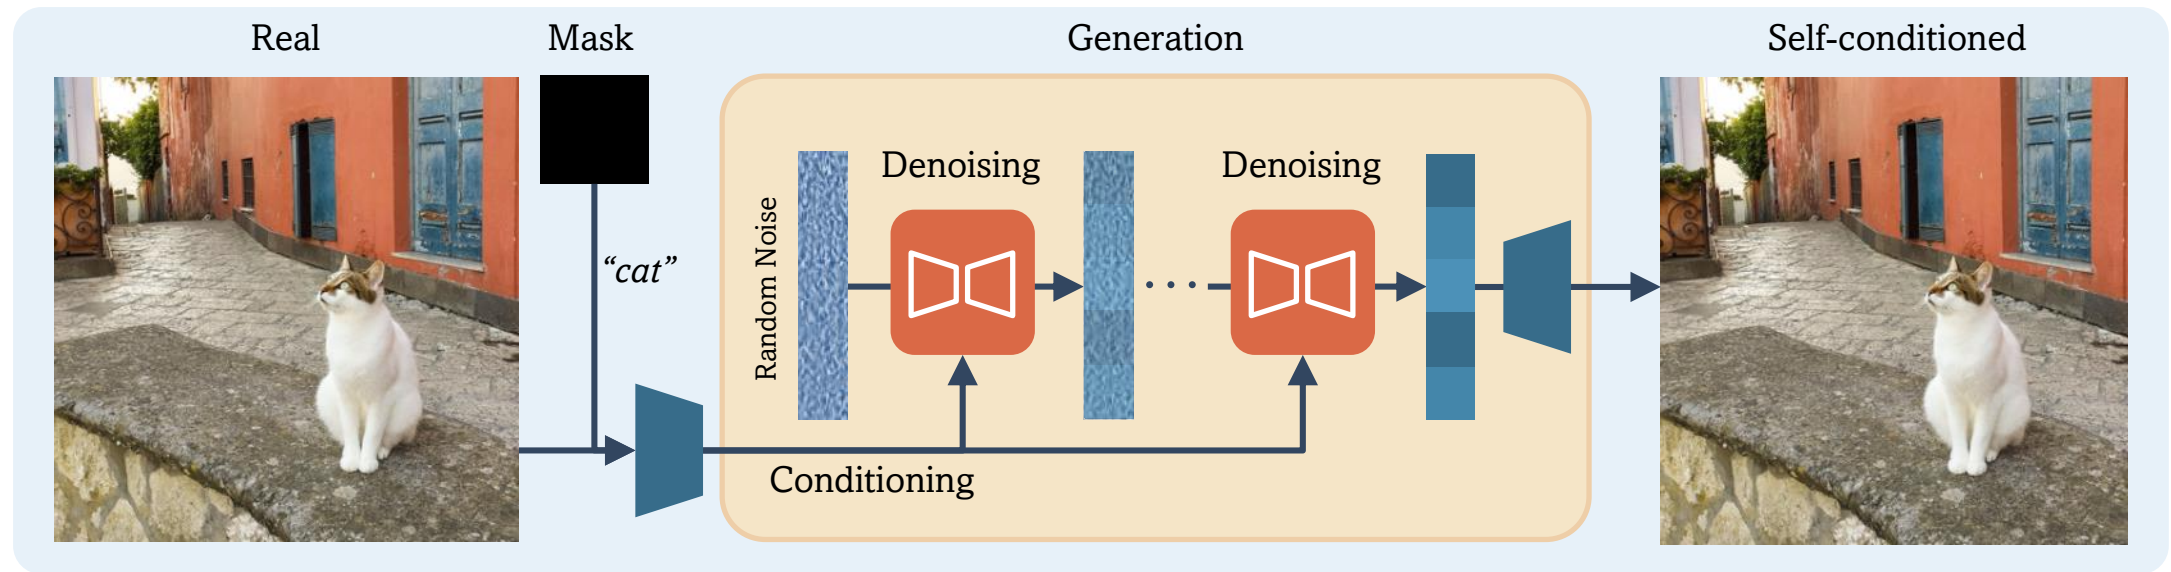 Real
Mask
Generation
Self-conditioned
“cat”
Random Noise
Denoising
Denoising
Conditioning